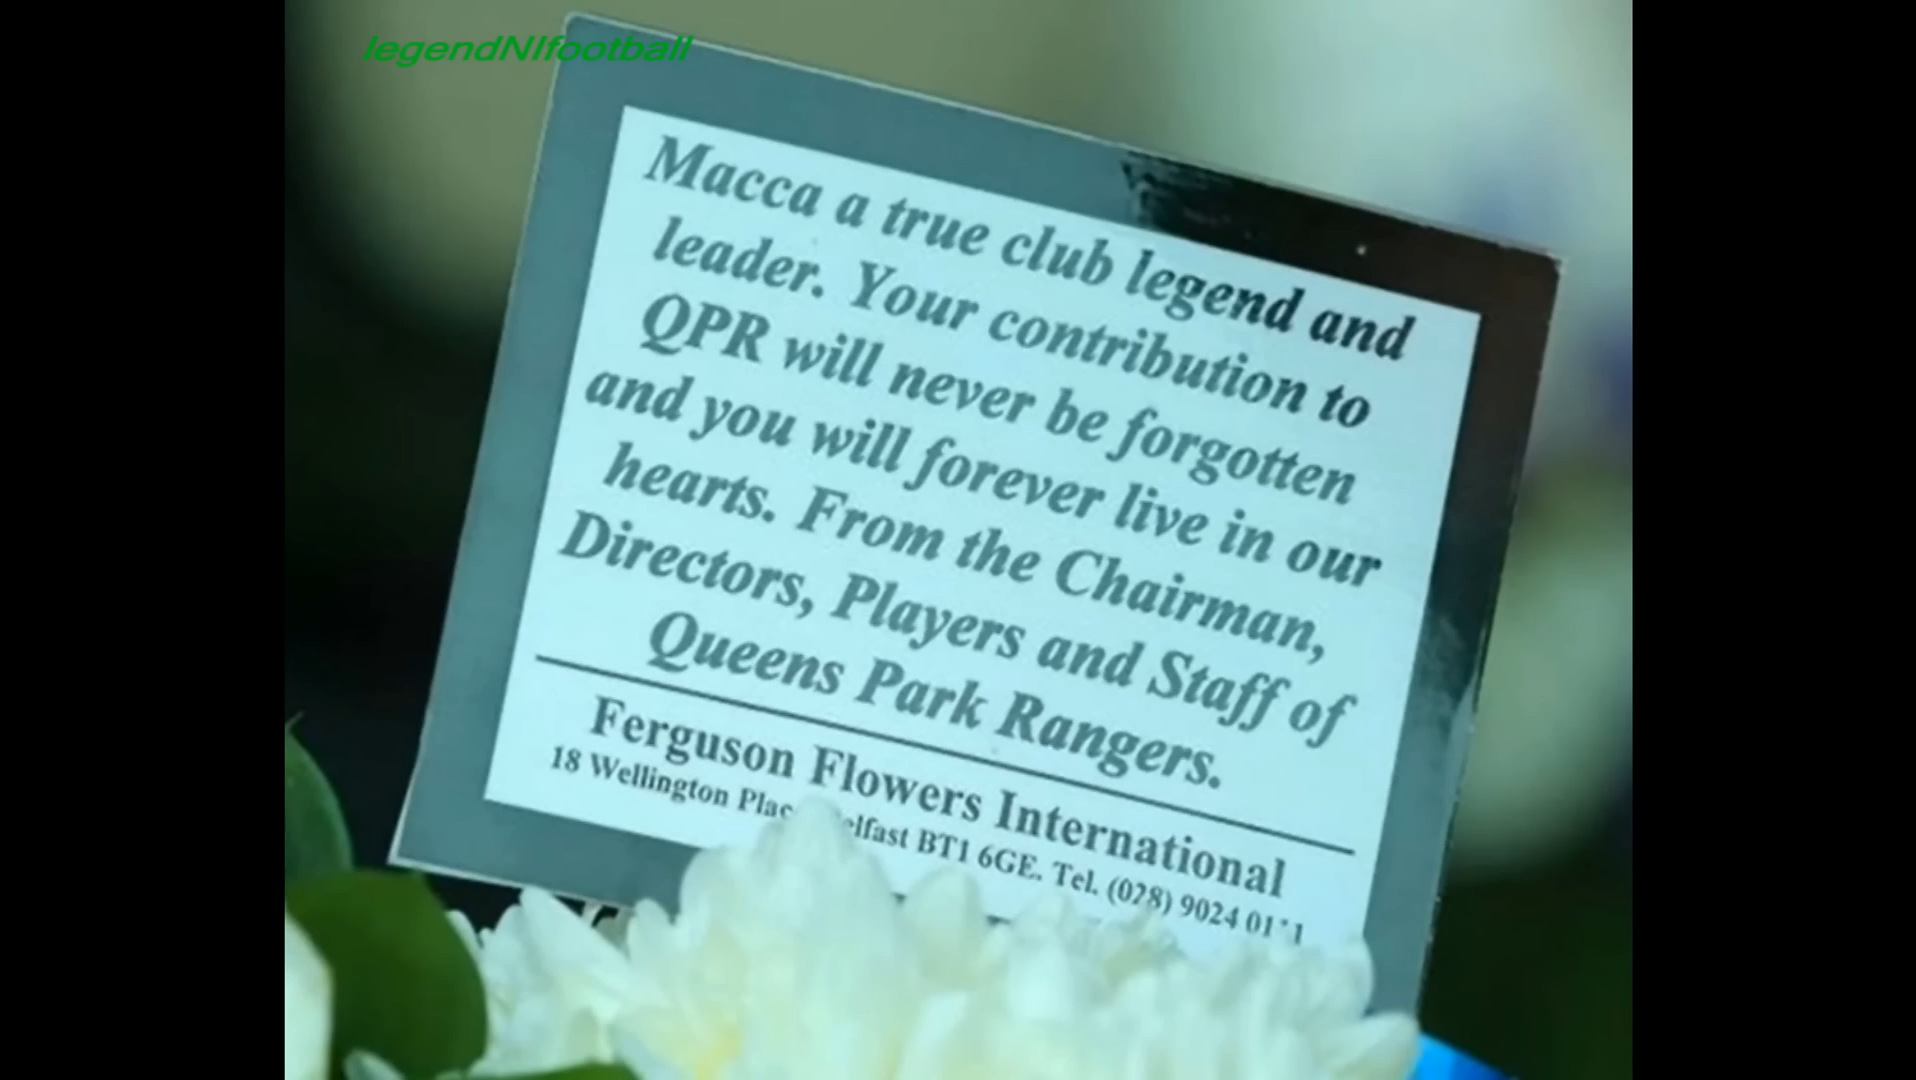 legendNIfootball
Macca a true club legend and
leader. Your contribution to
QPR will never be forgotten
and you will forever live in our
hearts. From the Chairman,
Directors, Players and Staff of
Queens Park Rangers.
Ferguson Flowers International
18 Wellington BT1 6GE. Tel. (028) 9024